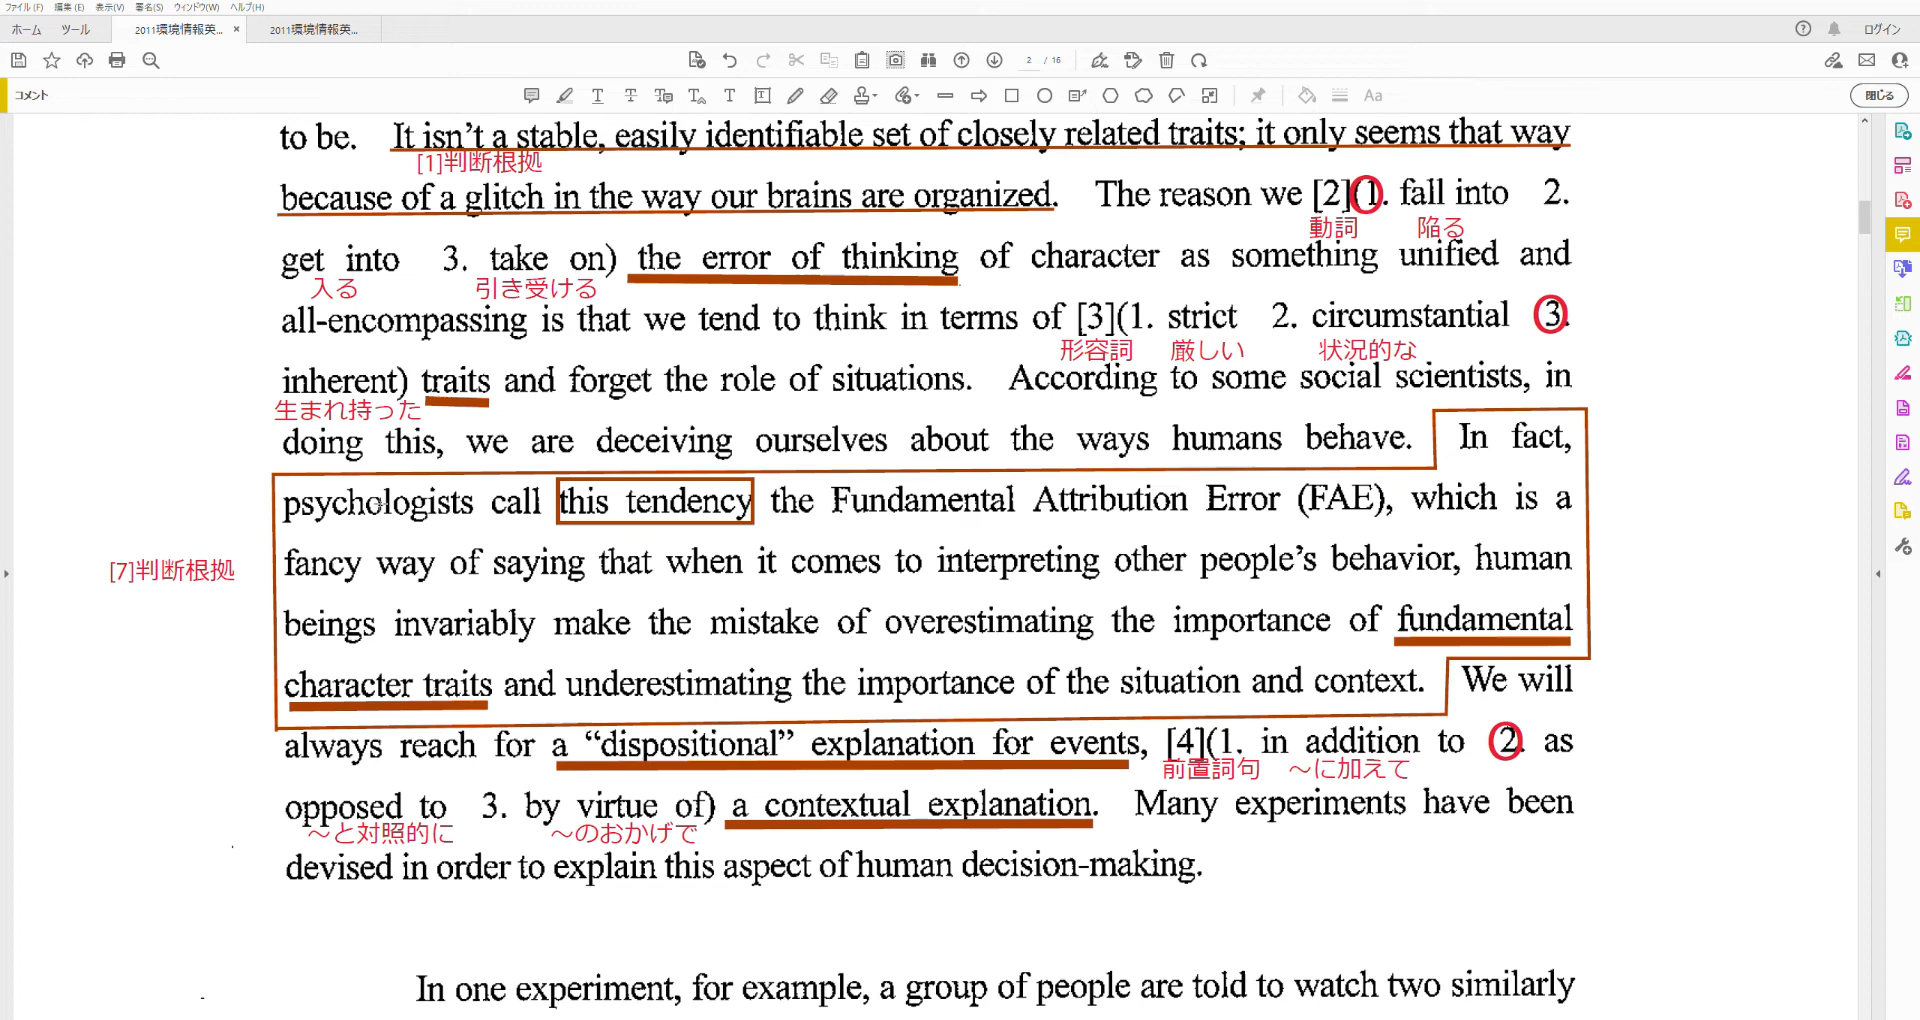 ファイル(F) 編集(E) 表示(V) 署名(S) ウィンドウ(W) ヘルプ(H)
ホーム ツール 2011環境情報英... × 2011環境情報英... ログイン
2 / 16
コメント 閉じる
to be. It isn't a stable, easily identifiable set of closely related traits; it only seems that way
[1]判断根拠
because of a glitch in the way our brains are organized. The reason we [2](1. fall into 2.
動詞 陥る
get into 3. take on) the error of thinking of character as something unified and
入る 引き受ける
all-encompassing is that we tend to think in terms of [3](1. strict 2. circumstantial 3.
形容詞 厳しい 状況的な
inherent) traits and forget the role of situations. According to some social scientists, in
生まれ持った
doing this, we are deceiving ourselves about the ways humans behave. In fact,
psychologists call this tendency the Fundamental Attribution Error (FAE), which is a
fancy way of saying that when it comes to interpreting other people's behavior, human
[7]判断根拠
beings invariably make the mistake of overestimating the importance of fundamental
character traits and underestimating the importance of the situation and context. We will
always reach for a “dispositional” explanation for events, [4](1. in addition to 2. as
前置詞句 ～に加えて
opposed to 3. by virtue of) a contextual explanation. Many experiments have been
～と対照的に ～のおかげで
devised in order to explain this aspect of human decision-making.
In one experiment, for example, a group of people are told to watch two similarly